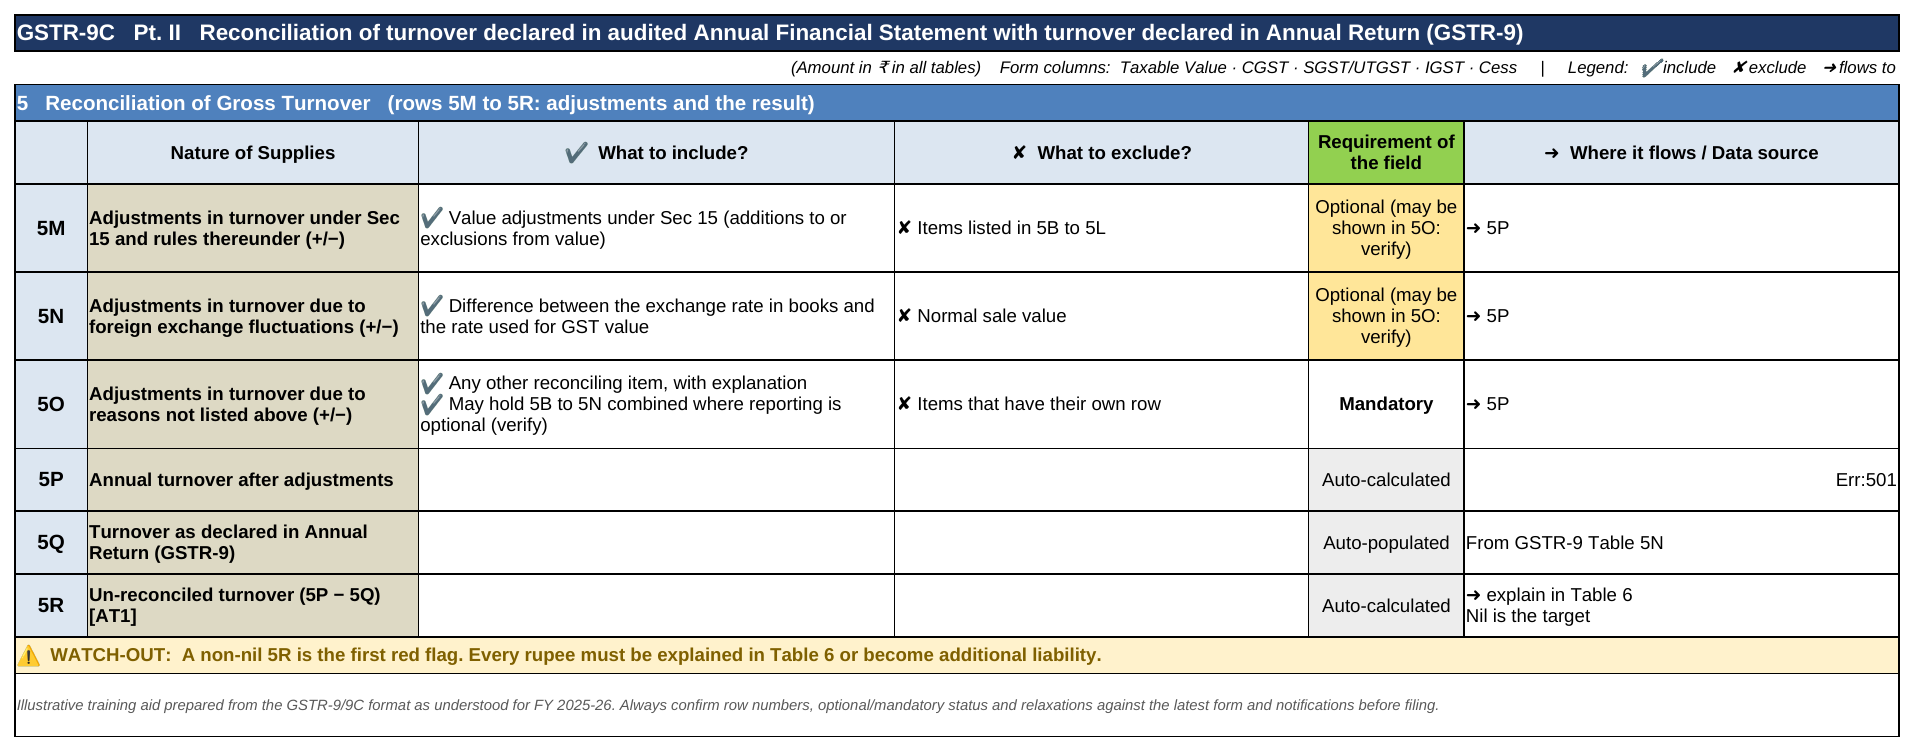 GSTR-9C Pt. II Reconciliation of turnover declared in audited Annual Financial Statement with turnover declared in Annual Return (GSTR-9)
(Amount in ₹ in all tables) Form columns: Taxable Value · CGST · SGST/UTGST · IGST · Cess | Legend: ✔ include ✘ exclude ➔ flows to
5 Reconciliation of Gross Turnover (rows 5M to 5R: adjustments and the result)
Nature of Supplies
✔ What to include?
✘ What to exclude?
Requirement of
the field
➔ Where it flows / Data source
5M
Adjustments in turnover under Sec
15 and rules thereunder (+/−)
✔ Value adjustments under Sec 15 (additions to or
exclusions from value)
✘ Items listed in 5B to 5L
Optional (may be
shown in 5O:
verify)
➔ 5P
5N
Adjustments in turnover due to
foreign exchange fluctuations (+/−)
✔ Difference between the exchange rate in books and
the rate used for GST value
✘ Normal sale value
Optional (may be
shown in 5O:
verify)
➔ 5P
5O
Adjustments in turnover due to
reasons not listed above (+/−)
✔ Any other reconciling item, with explanation
✔ May hold 5B to 5N combined where reporting is
optional (verify)
✘ Items that have their own row
Mandatory
➔ 5P
5P
Annual turnover after adjustments
Auto-calculated
Err:501
5Q
Turnover as declared in Annual
Return (GSTR-9)
Auto-populated
From GSTR-9 Table 5N
5R
Un-reconciled turnover (5P − 5Q)
[AT1]
Auto-calculated
➔ explain in Table 6
Nil is the target
⚠ WATCH-OUT: A non-nil 5R is the first red flag. Every rupee must be explained in Table 6 or become additional liability.
Illustrative training aid prepared from the GSTR-9/9C format as understood for FY 2025-26. Always confirm row numbers, optional/mandatory status and relaxations against the latest form and notifications before filing.